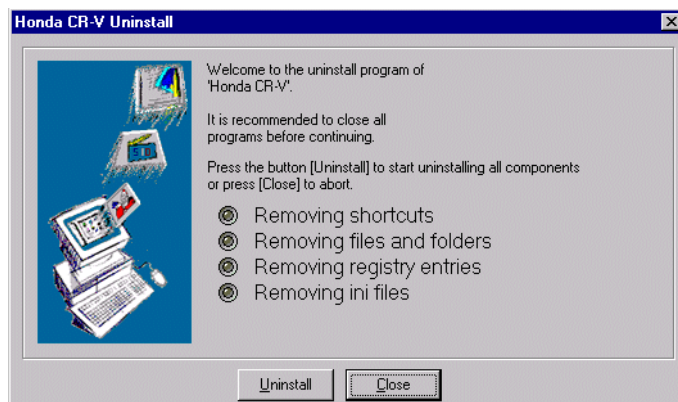 Honda CR-V Uninstall
Welcome to the uninstall program of
'Honda CR-V'.
It is recommended to close all
programs before continuing.
Press the button [Uninstall] to start uninstalling all components
or press [Close] to abort.
Removing shortcuts
Removing files and folders
Removing registry entries
Removing ini files
Uninstall
Close